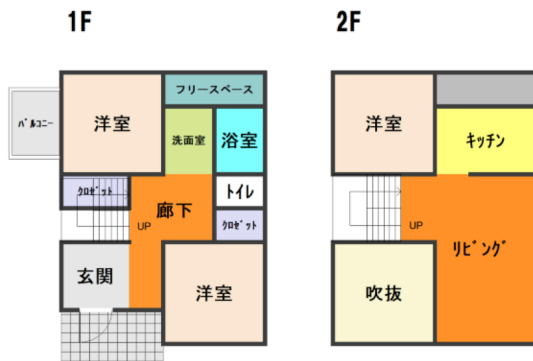 1F
2F
フリースペース
バルコニー
洋室
洗面室
浴室
洋室
キッチン
クロゼット
トイレ
廊下
クロゼット
UP
UP
リビング
玄関
洋室
吹抜